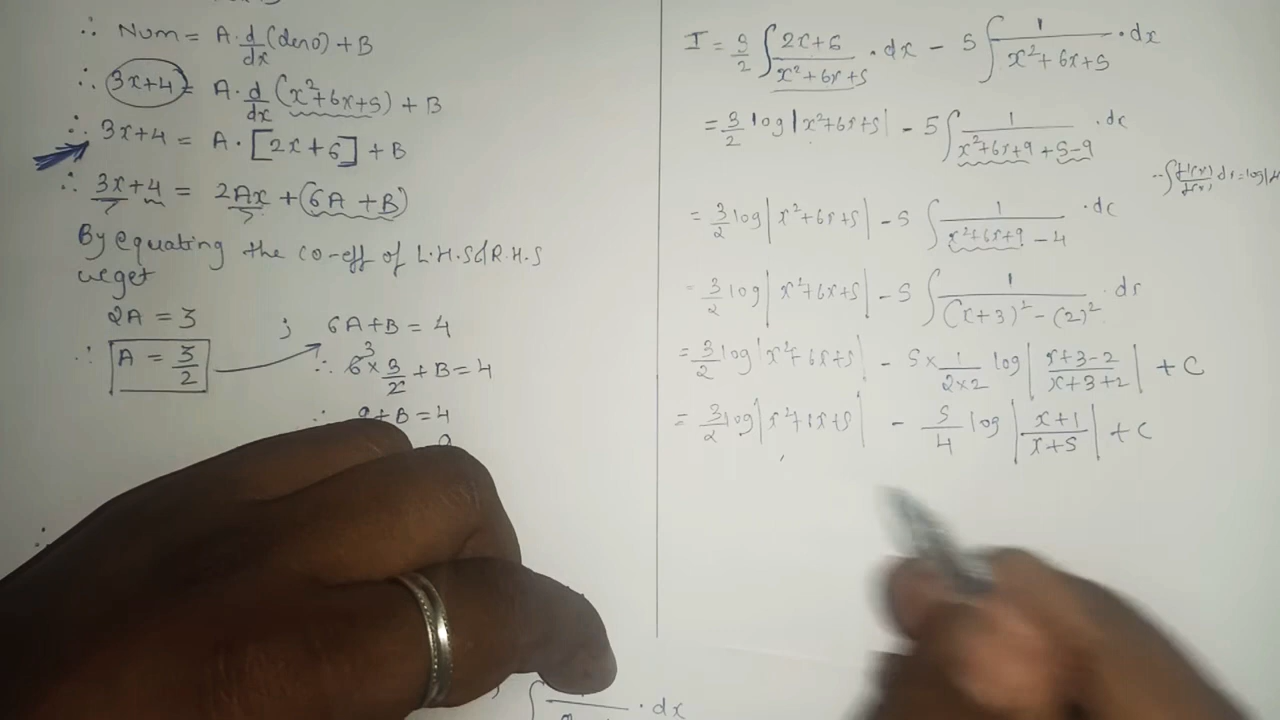 ∴ Num = A·d/dx(deno) + B
∴ 3x+4 = A·d/dx(x²+6x+5) + B
∴ 3x+4 = A·[2x+6] + B
∴ 3x+4 = 2Ax + (6A + B)
By equating the co-eff of L.H.S & R.H.S
we get
2A = 3 ; 6A+B = 4
∴ A = 3/2
∴ 6³ × 3/2 + B = 4
∴ 9+B = 4
· dx
I = 3/2 ∫ (2x+6)/(x²+6x+5) · dx − 5 ∫ 1/(x²+6x+5) · dx
= 3/2 log|x²+6x+5| − 5 ∫ 1/(x²+6x+9+5−9) · dx
∵ ∫ f'(x)/f(x) dx = log|
= 3/2 log|x²+6x+5| − 5 ∫ 1/(x²+6x+9−4) · dx
= 3/2 log|x²+6x+5| − 5 ∫ 1/((x+3)²−(2)²) · dx
= 3/2 log|x²+6x+5| − 5 × 1/(2×2) log|(x+3−2)/(x+3+2)| + C
= 3/2 log|x²+6x+5| − 5/4 log|(x+1)/(x+5)| + C